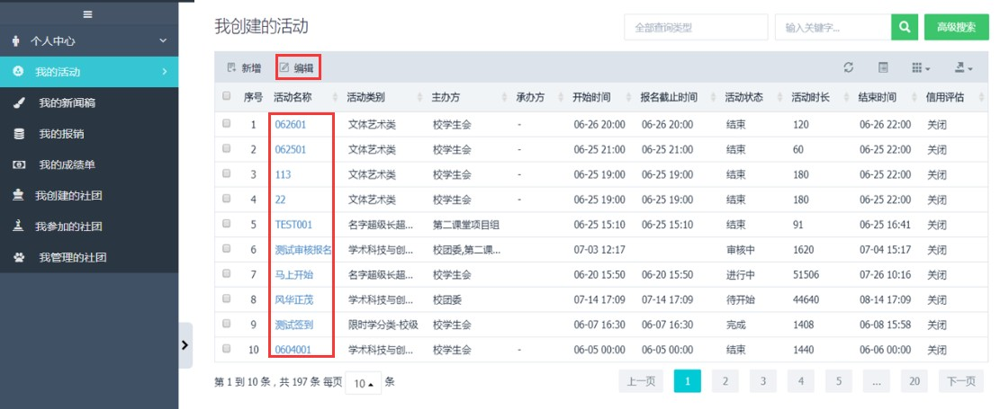 个人中心
我的活动
我的新闻稿
我的报销
我的成绩单
我创建的社团
我参加的社团
我管理的社团
我创建的活动
全部查询类型 输入关键字... 高级搜索
新增 编辑
序号 活动名称 活动类别 主办方 承办方 开始时间 报名截止时间 活动状态 活动时长 结束时间 信用评估
1 062601 文体艺术类 校学生会 - 06-26 20:00 06-26 20:00 结束 120 06-26 22:00 关闭
2 062501 文体艺术类 校学生会 - 06-25 21:00 06-25 21:00 结束 60 06-25 22:00 关闭
3 113 文体艺术类 校学生会 - 06-25 19:00 06-25 19:00 结束 180 06-25 22:00 关闭
4 22 文体艺术类 校学生会 - 06-25 19:00 06-25 19:00 结束 180 06-25 22:00 关闭
5 TEST001 名字超级长超... 第二课堂项目组 06-25 15:10 06-25 15:10 结束 91 06-25 16:41 关闭
6 测试审核报名 学术科技与创... 校团委,第二课... 07-03 12:17 审核中 1620 07-04 15:17 关闭
7 马上开始 名字超级长超... 校学生会 06-20 15:50 06-20 15:50 进行中 51506 07-26 10:16 关闭
8 风华正茂 学术科技与创... 校团委 07-14 17:09 07-14 17:09 待开始 44640 08-14 17:09 关闭
9 测试签到 限时学分类-校级 校学生会 06-07 16:30 06-07 16:30 完成 1408 06-08 15:58 关闭
10 0604001 学术科技与创... 校学生会 - 06-05 00:00 06-05 00:00 结束 1440 06-06 00:00 关闭
第 1 到 10 条，共 197 条 每页 10 条 上一页 1 2 3 4 5 ... 20 下一页